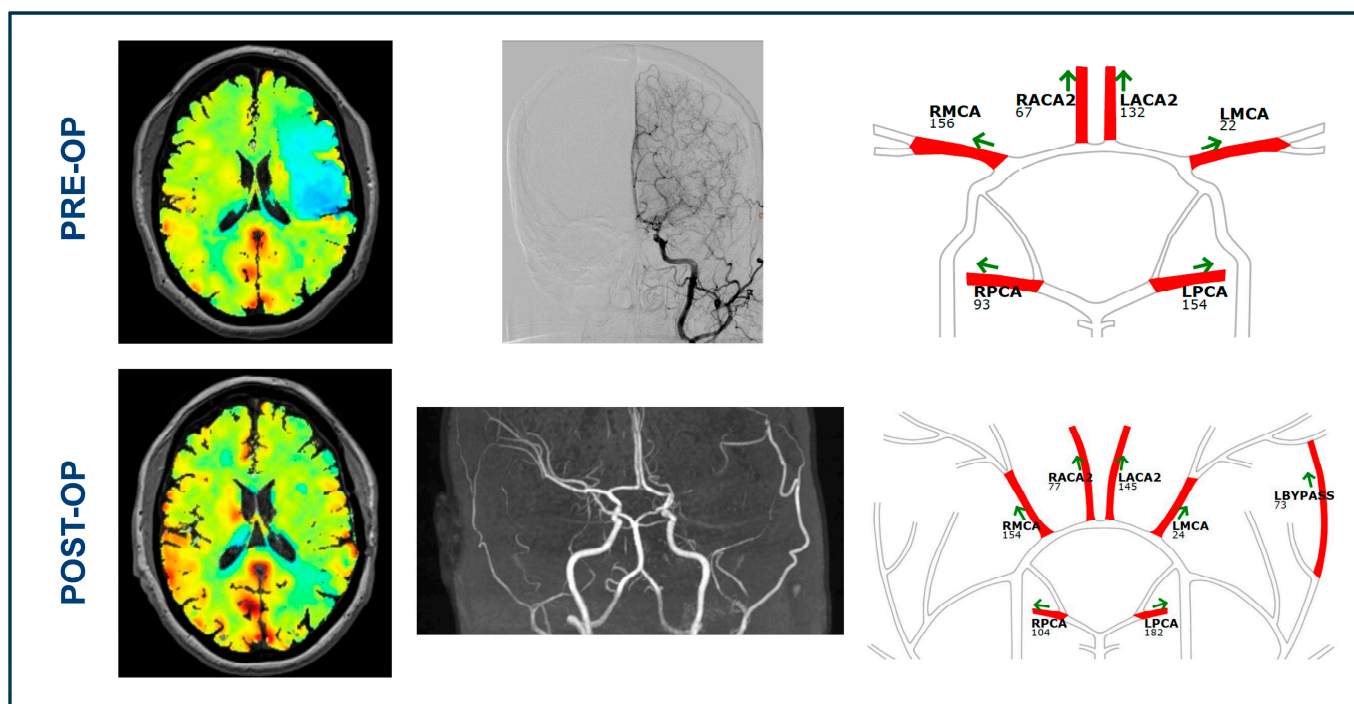 PRE-OP
RMCA
156
RACA2
67
LACA2
132
LMCA
22
RPCA
93
LPCA
154
POST-OP
RACA2
77
LACA2
145
RMCA
154
LMCA
24
LBYPASS
73
RPCA
104
LPCA
182